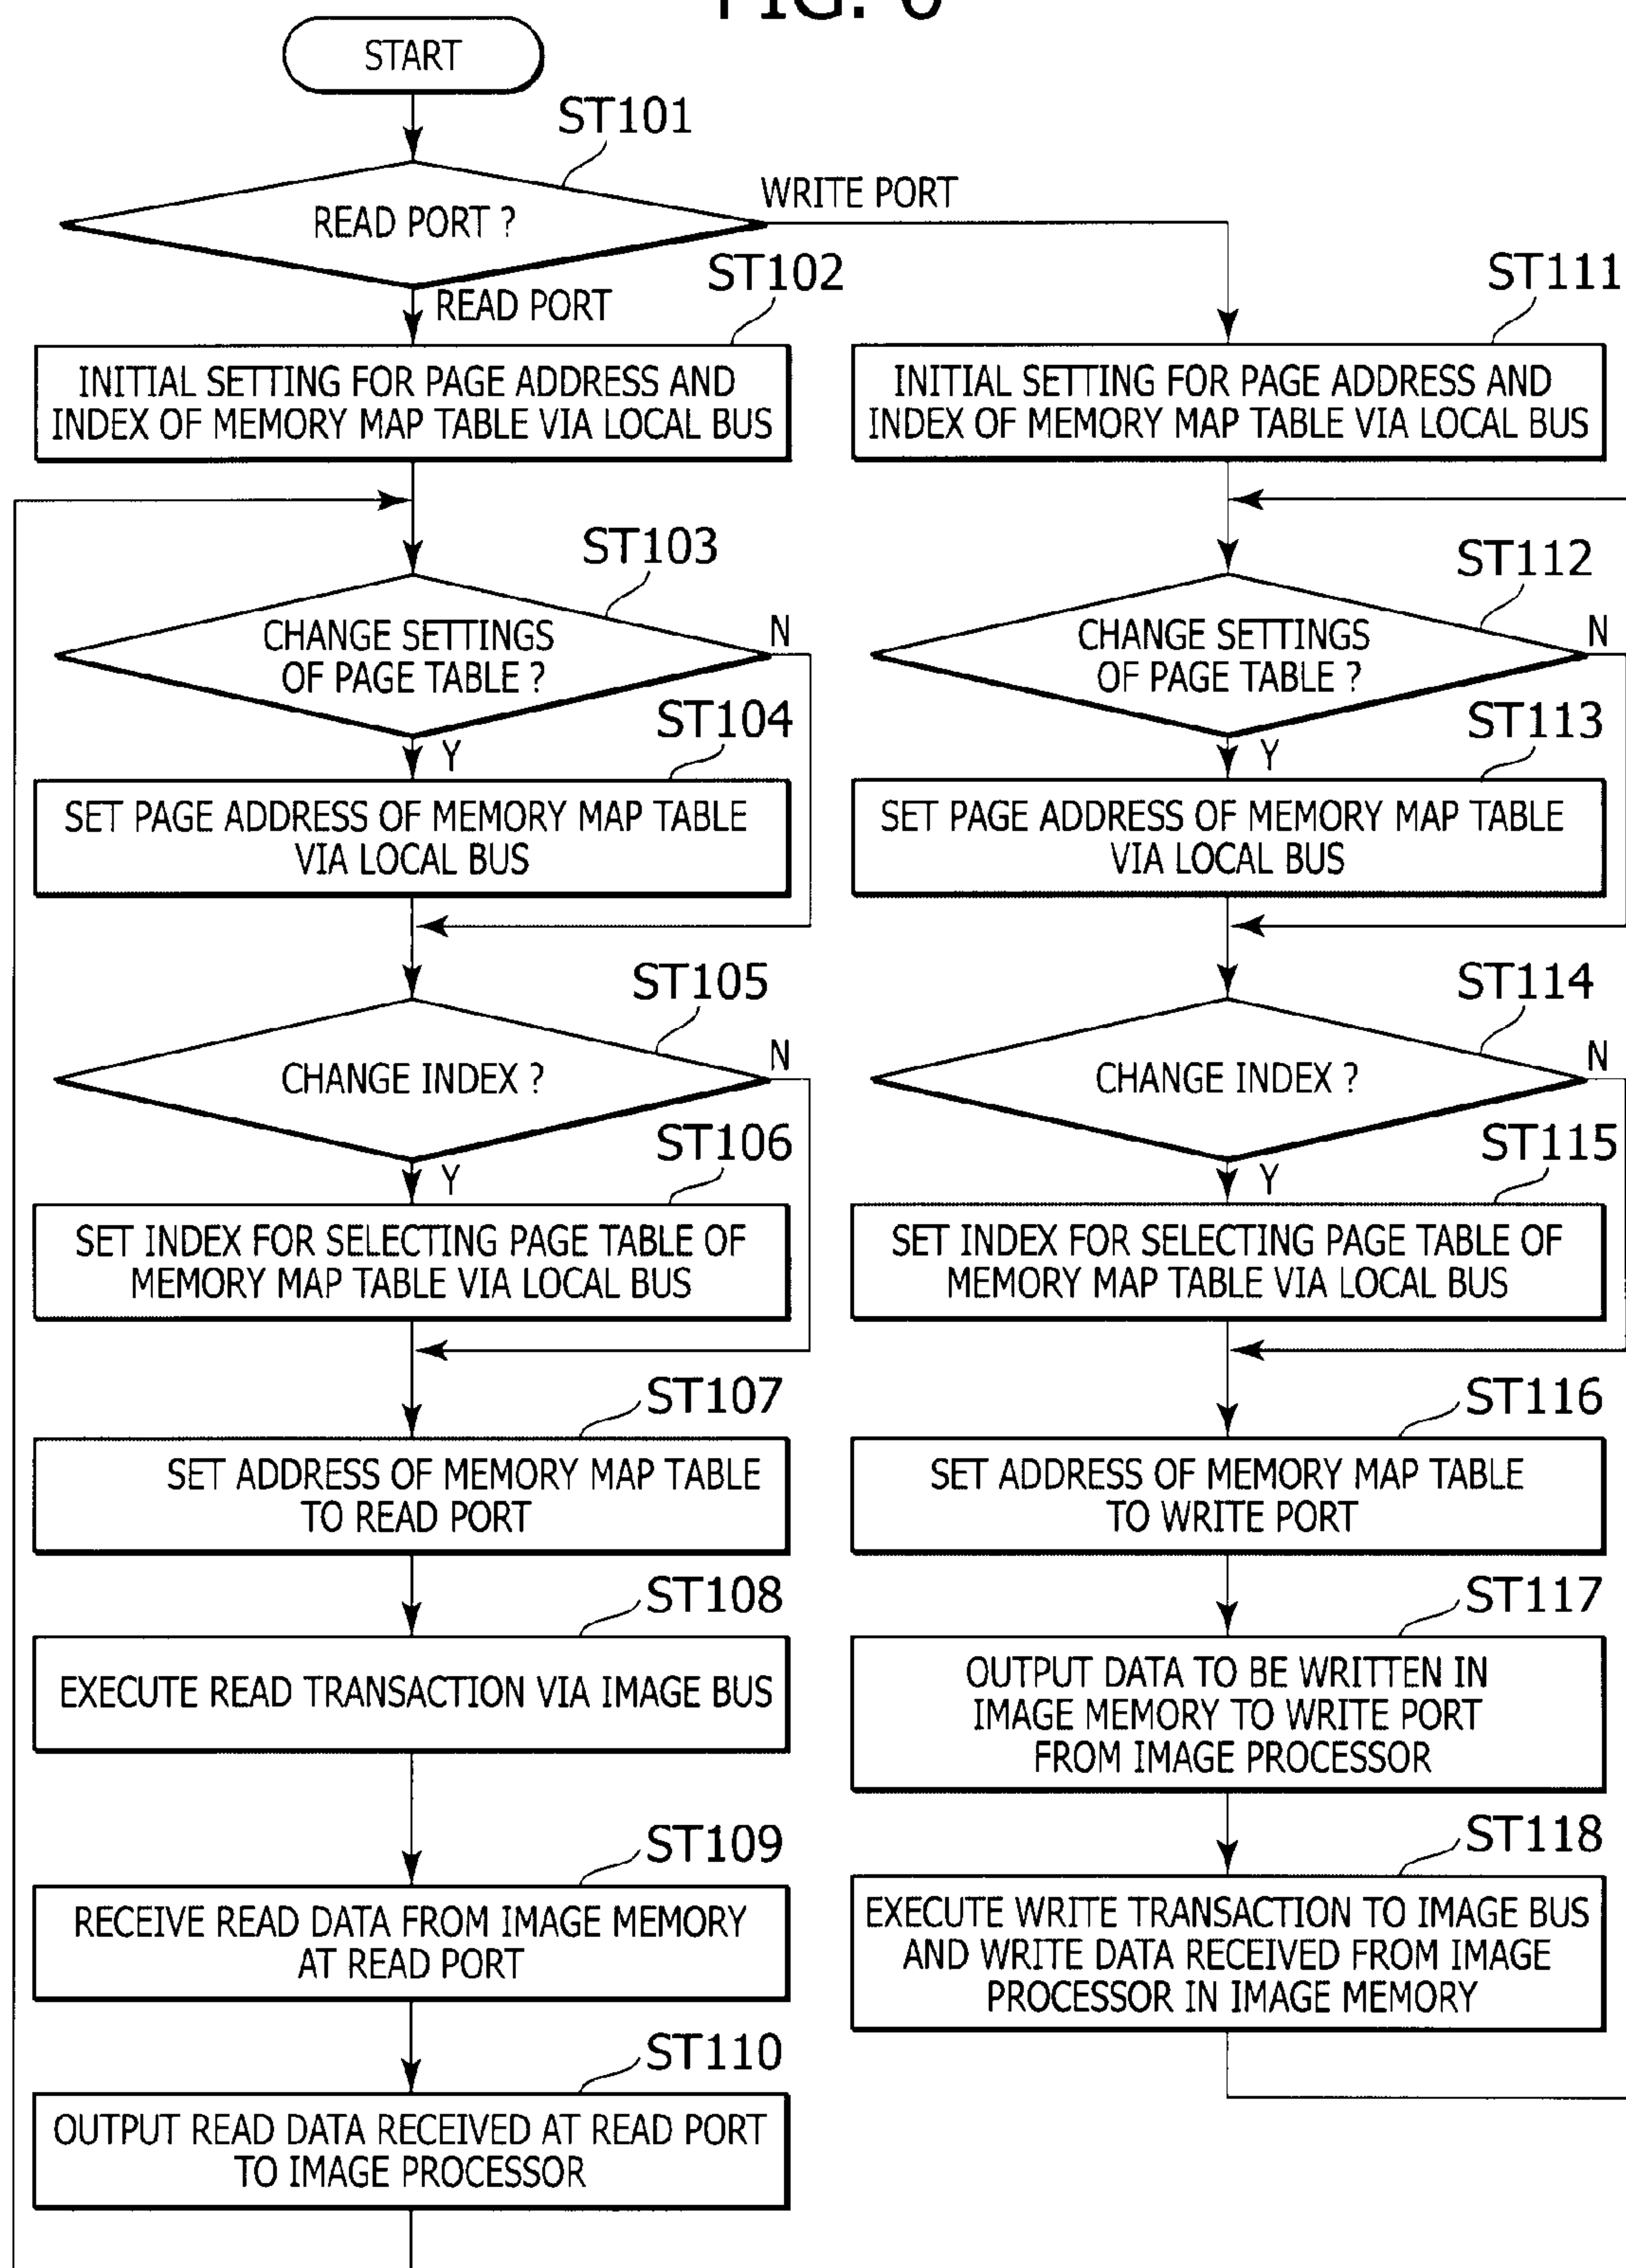 START
ST101
READ PORT ?
WRITE PORT
READ PORT
ST102
INITIAL SETTING FOR PAGE ADDRESS AND
INDEX OF MEMORY MAP TABLE VIA LOCAL BUS
ST103
CHANGE SETTINGS
OF PAGE TABLE ?
N
Y
ST104
SET PAGE ADDRESS OF MEMORY MAP TABLE
VIA LOCAL BUS
ST105
CHANGE INDEX ?
N
Y
ST106
SET INDEX FOR SELECTING PAGE TABLE OF
MEMORY MAP TABLE VIA LOCAL BUS
ST107
SET ADDRESS OF MEMORY MAP TABLE
TO READ PORT
ST108
EXECUTE READ TRANSACTION VIA IMAGE BUS
ST109
RECEIVE READ DATA FROM IMAGE MEMORY
AT READ PORT
ST110
OUTPUT READ DATA RECEIVED AT READ PORT
TO IMAGE PROCESSOR
ST111
INITIAL SETTING FOR PAGE ADDRESS AND
INDEX OF MEMORY MAP TABLE VIA LOCAL BUS
ST112
CHANGE SETTINGS
OF PAGE TABLE ?
N
Y
ST113
SET PAGE ADDRESS OF MEMORY MAP TABLE
VIA LOCAL BUS
ST114
CHANGE INDEX ?
N
Y
ST115
SET INDEX FOR SELECTING PAGE TABLE OF
MEMORY MAP TABLE VIA LOCAL BUS
ST116
SET ADDRESS OF MEMORY MAP TABLE
TO WRITE PORT
ST117
OUTPUT DATA TO BE WRITTEN IN
IMAGE MEMORY TO WRITE PORT
FROM IMAGE PROCESSOR
ST118
EXECUTE WRITE TRANSACTION TO IMAGE BUS
AND WRITE DATA RECEIVED FROM IMAGE
PROCESSOR IN IMAGE MEMORY